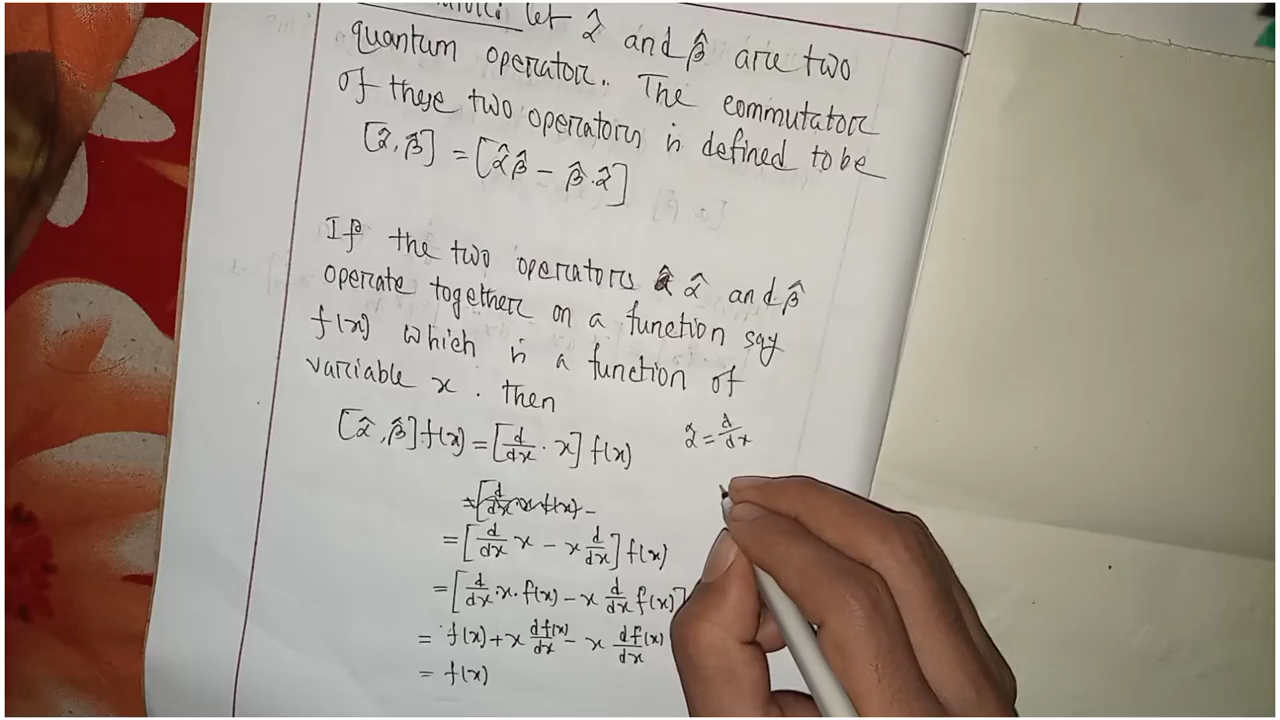 let α̂ and β̂ are two
quantum operator. The commutator
of these two operators is defined to be
[α̂, β̂] = [α̂β̂ - β̂.α̂]
If the two operators α̂ and β̂
operate together on a function say
f(x) which is a function of
variable x. then
[α̂, β̂] f(x) = [d/dx · x] f(x)
α̂ = d/dx
= [d/dx x - x d/dx] f(x)
= [d/dx · x · f(x) - x d/dx f(x)]
= f(x) + x df(x)/dx - x df(x)/dx
= f(x)